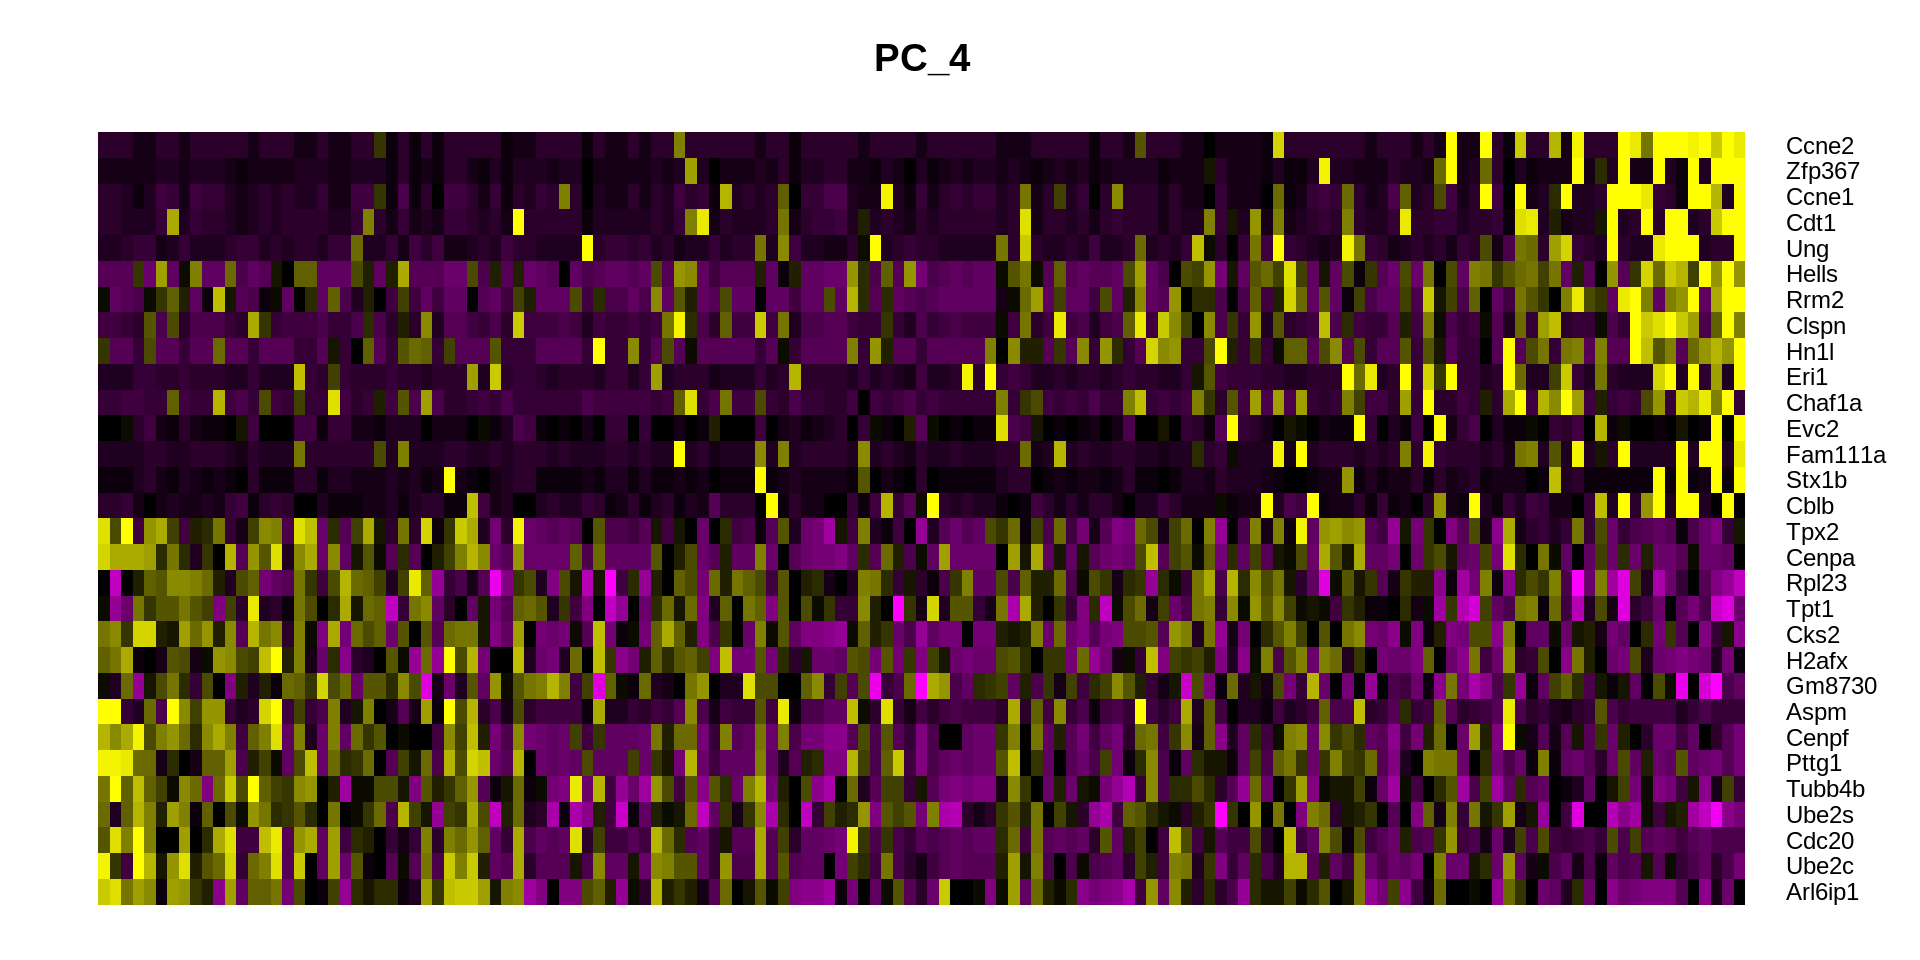 PC_4
Ccne2
Zfp367
Ccne1
Cdt1
Ung
Hells
Rrm2
Clspn
Hn1l
Eri1
Chaf1a
Evc2
Fam111a
Stx1b
Cblb
Tpx2
Cenpa
Rpl23
Tpt1
Cks2
H2afx
Gm8730
Aspm
Cenpf
Pttg1
Tubb4b
Ube2s
Cdc20
Ube2c
Arl6ip1